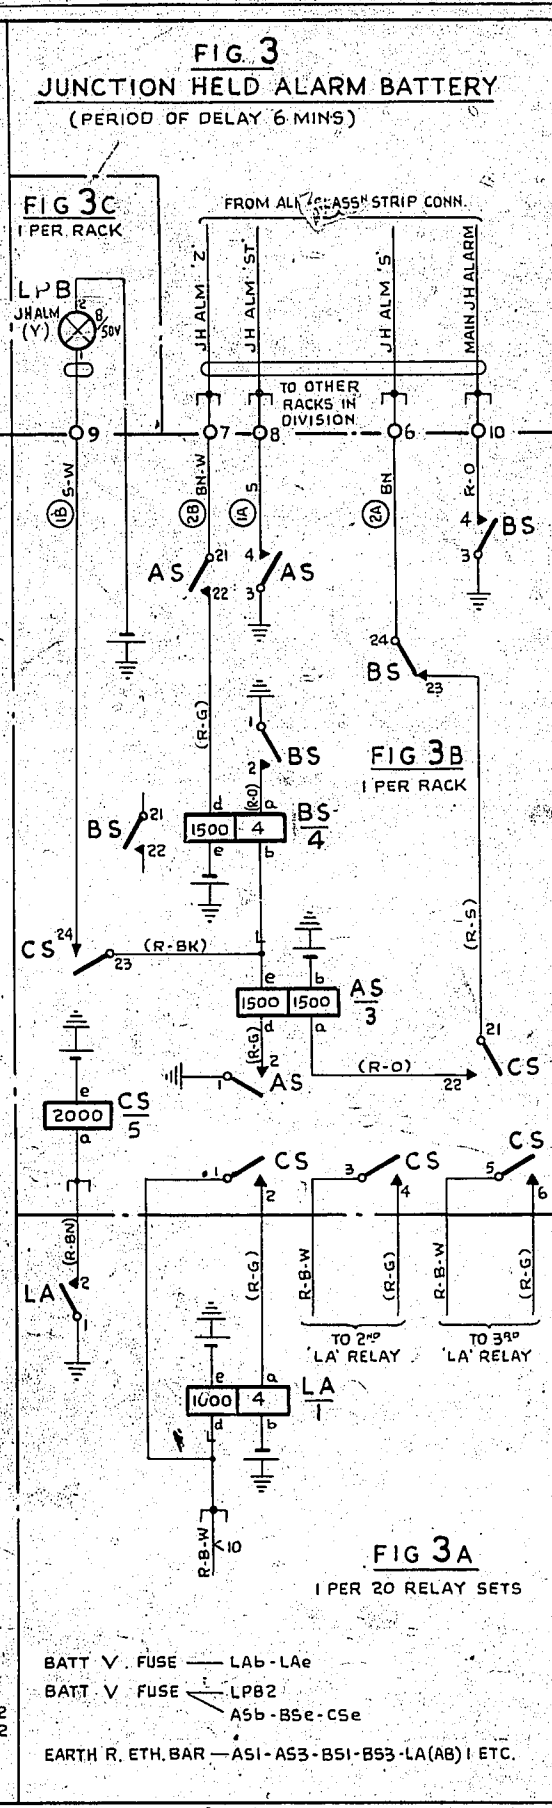 FIG. 3
JUNCTION HELD ALARM BATTERY
(PERIOD OF DELAY 6 MINS)
FIG 3C
1 PER RACK
FROM STRIP CONN.
LPB
JH ALM
(Y)
2
8/50V
1
JH ALM 'Z'
JH ALM 'ST'
JH ALM 'S'
MAIN JH ALARM
TO OTHER
RACKS IN
DIVISION
9
7
8
6
10
1B
S-W
2B
BN-W
1A
S
2A
BN
R-O
4
BS
3
AS
21
22
4
AS
3
24
BS
23
(R-G)
1
BS
2
(R-O)
FIG 3B
1 PER RACK
BS
21
22
d
a
1500
4
BS
4
e
b
(R-S)
CS
24
23
(R-BK)
L
e
b
1500
1500
AS
3
d
a
(R-G)
2
1
AS
(R-O)
22
21
CS
e
2000
CS
5
a
1
CS
2
3
CS
4
5
CS
6
(R-BN)
LA
2
1
(R-G)
R-B-W
(R-G)
R-B-W
(R-G)
TO 2ND
'LA' RELAY
TO 3RD
'LA' RELAY
e
a
1000
4
LA
1
d
b
L
R-B-W
10
FIG 3A
1 PER 20 RELAY SETS
BATT V. FUSE — LAb-LAe
BATT V FUSE LPB2
ASb-BSe-CSe
EARTH R. ETH. BAR — AS1-AS3-BS1-BS3-LA(AB) 1 ETC.
2
2